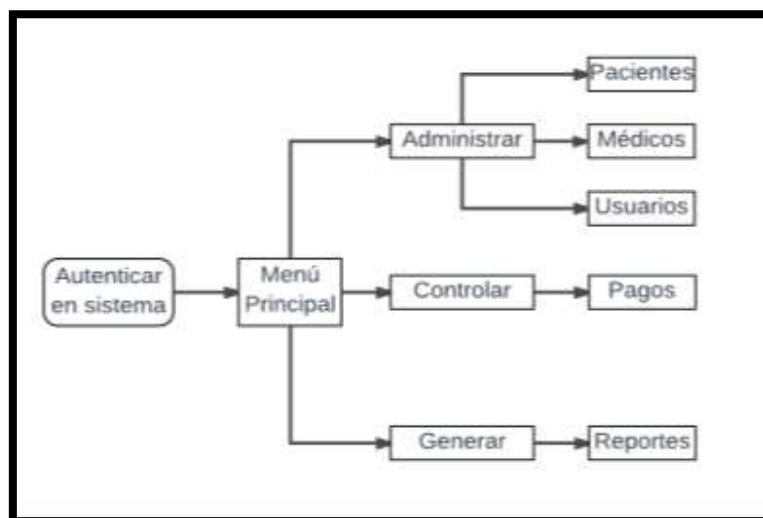 Pacientes
Administrar
Médicos
Usuarios
Autenticar
en sistema
Menú
Principal
Controlar
Pagos
Generar
Reportes